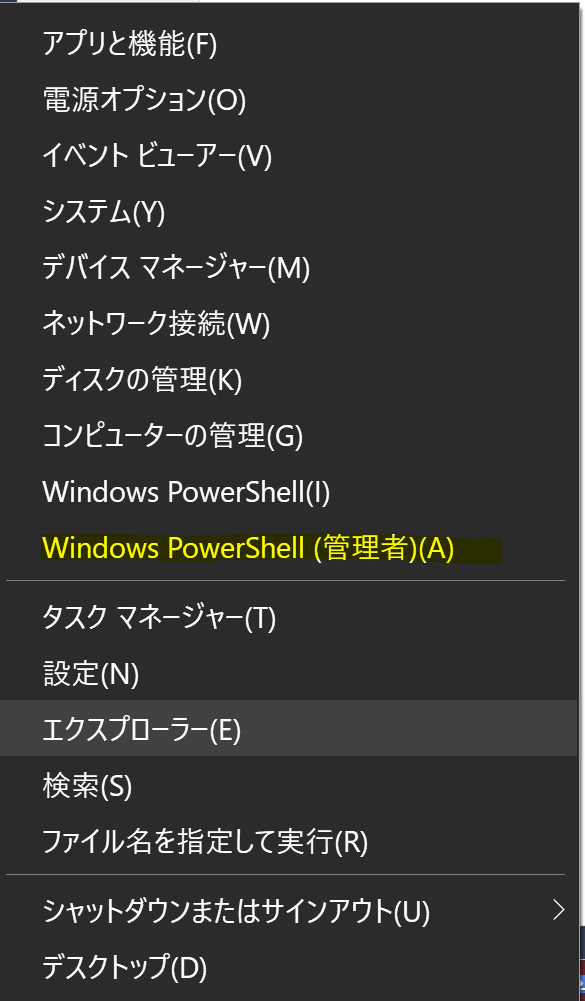 アプリと機能(F)
電源オプション(O)
イベント ビューアー(V)
システム(Y)
デバイス マネージャー(M)
ネットワーク接続(W)
ディスクの管理(K)
コンピューターの管理(G)
Windows PowerShell(I)
Windows PowerShell (管理者)(A)
タスク マネージャー(T)
設定(N)
エクスプローラー(E)
検索(S)
ファイル名を指定して実行(R)
シャットダウンまたはサインアウト(U)
デスクトップ(D)